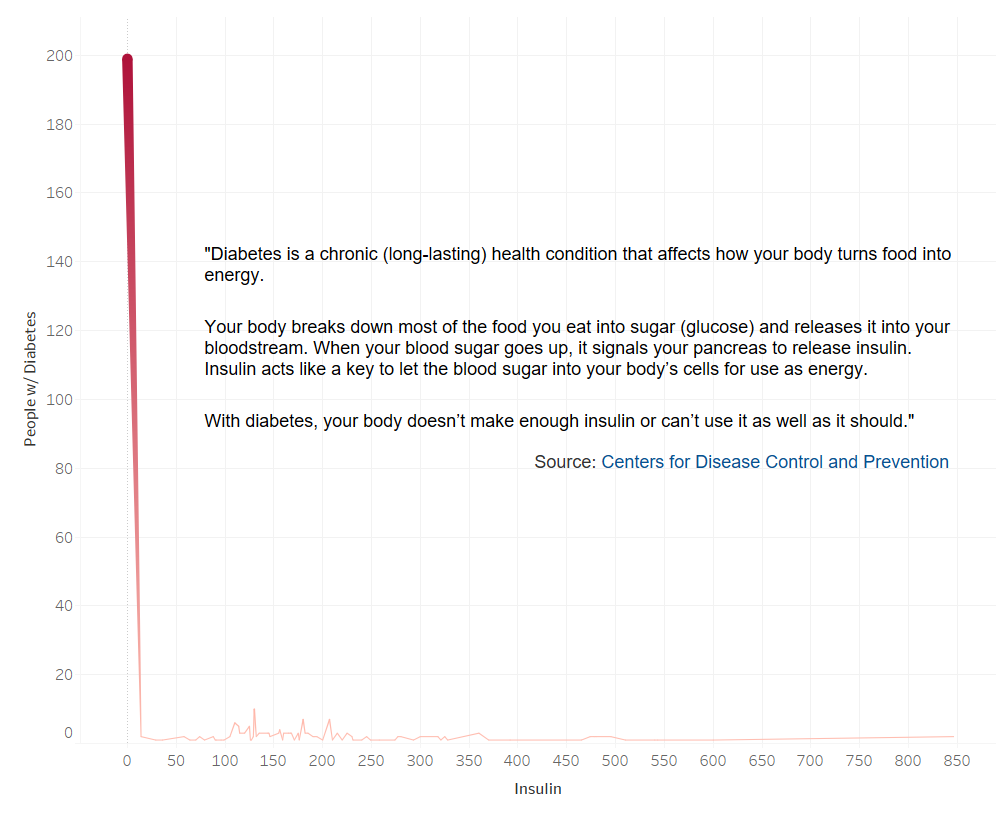 200
180
160
"Diabetes is a chronic (long-lasting) health condition that affects how your body turns food into
energy.
140
Your body breaks down most of the food you eat into sugar (glucose) and releases it into your
bloodstream. When your blood sugar goes up, it signals your pancreas to release insulin.
Insulin acts like a key to let the blood sugar into your body’s cells for use as energy.
120
People w/ Diabetes
100
With diabetes, your body doesn’t make enough insulin or can’t use it as well as it should."
Source: Centers for Disease Control and Prevention
80
60
40
20
0
0 50 100 150 200 250 300 350 400 450 500 550 600 650 700 750 800 850
Insulin